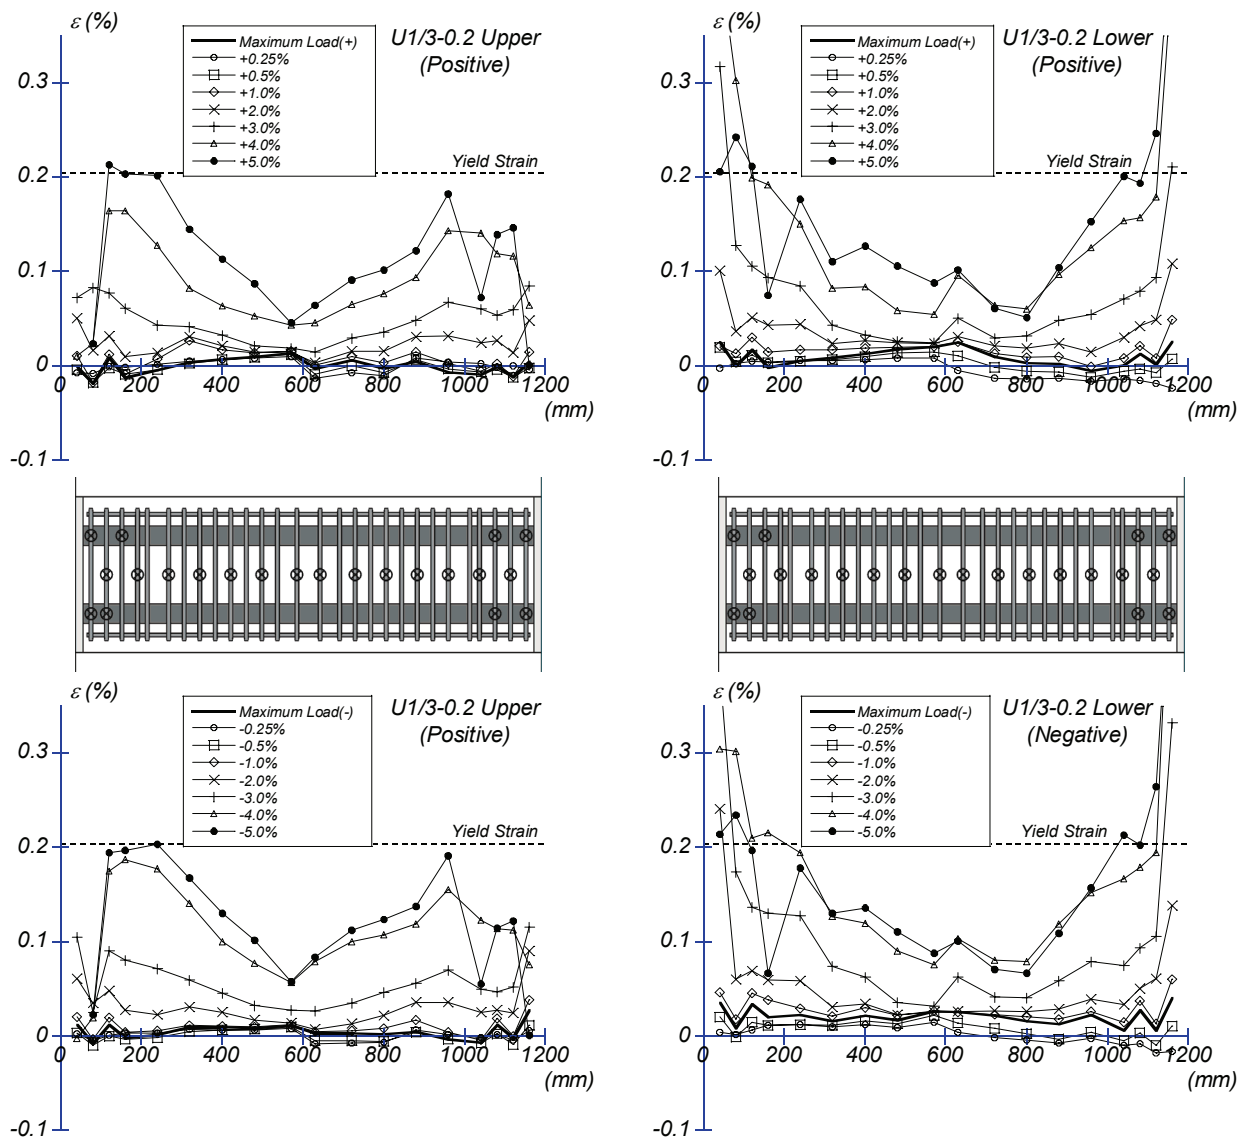 ε (%)
U1/3-0.2 Upper
(Positive)
Maximum Load(+)
+0.25%
+0.5%
+1.0%
+2.0%
+3.0%
+4.0%
+5.0%
Yield Strain
0.3
0.2
0.1
0
-0.1
0 200 400 600 800 1000 1200
(mm)
ε (%)
U1/3-0.2 Lower
(Positive)
Maximum Load(+)
+0.25%
+0.5%
+1.0%
+2.0%
+3.0%
+4.0%
+5.0%
Yield Strain
0.3
0.2
0.1
0
-0.1
0 200 400 600 800 1000 1200
(mm)
ε (%)
U1/3-0.2 Upper
(Positive)
Maximum Load(-)
-0.25%
-0.5%
-1.0%
-2.0%
-3.0%
-4.0%
-5.0%
Yield Strain
0.3
0.2
0.1
0
-0.1
0 200 400 600 800 1000 1200
(mm)
ε (%)
U1/3-0.2 Lower
(Negative)
Maximum Load(-)
-0.25%
-0.5%
-1.0%
-2.0%
-3.0%
-4.0%
-5.0%
Yield Strain
0.3
0.2
0.1
0
-0.1
0 200 400 600 800 1000 1200
(mm)